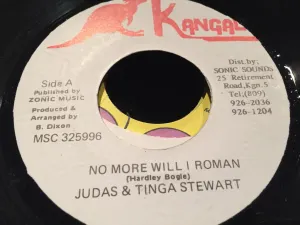 KANGAROO
Side A
Published by
ZONIC MUSIC
Produced &
Arranged by
B. Dixon
MSC 325996
Dist.by:
SONIC SOUNDS
25 Retirement
Road,Kgn.5
Tel:(809)
926-2036
926-1204
NO MORE WILL I ROMAN
(Hardley Bogle)
JUDAS & TINGA STEWART